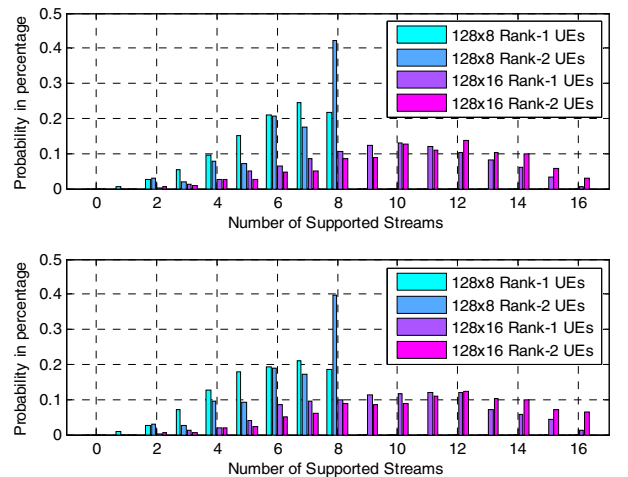 0.5
0.4
0.3
0.2
0.1
0
Probability in percentage
128x8 Rank-1 UEs
128x8 Rank-2 UEs
128x16 Rank-1 UEs
128x16 Rank-2 UEs
0 2 4 6 8 10 12 14 16
Number of Supported Streams
0.5
0.4
0.3
0.2
0.1
0
Probability in percentage
128x8 Rank-1 UEs
128x8 Rank-2 UEs
128x16 Rank-1 UEs
128x16 Rank-2 UEs
0 2 4 6 8 10 12 14 16
Number of Supported Streams